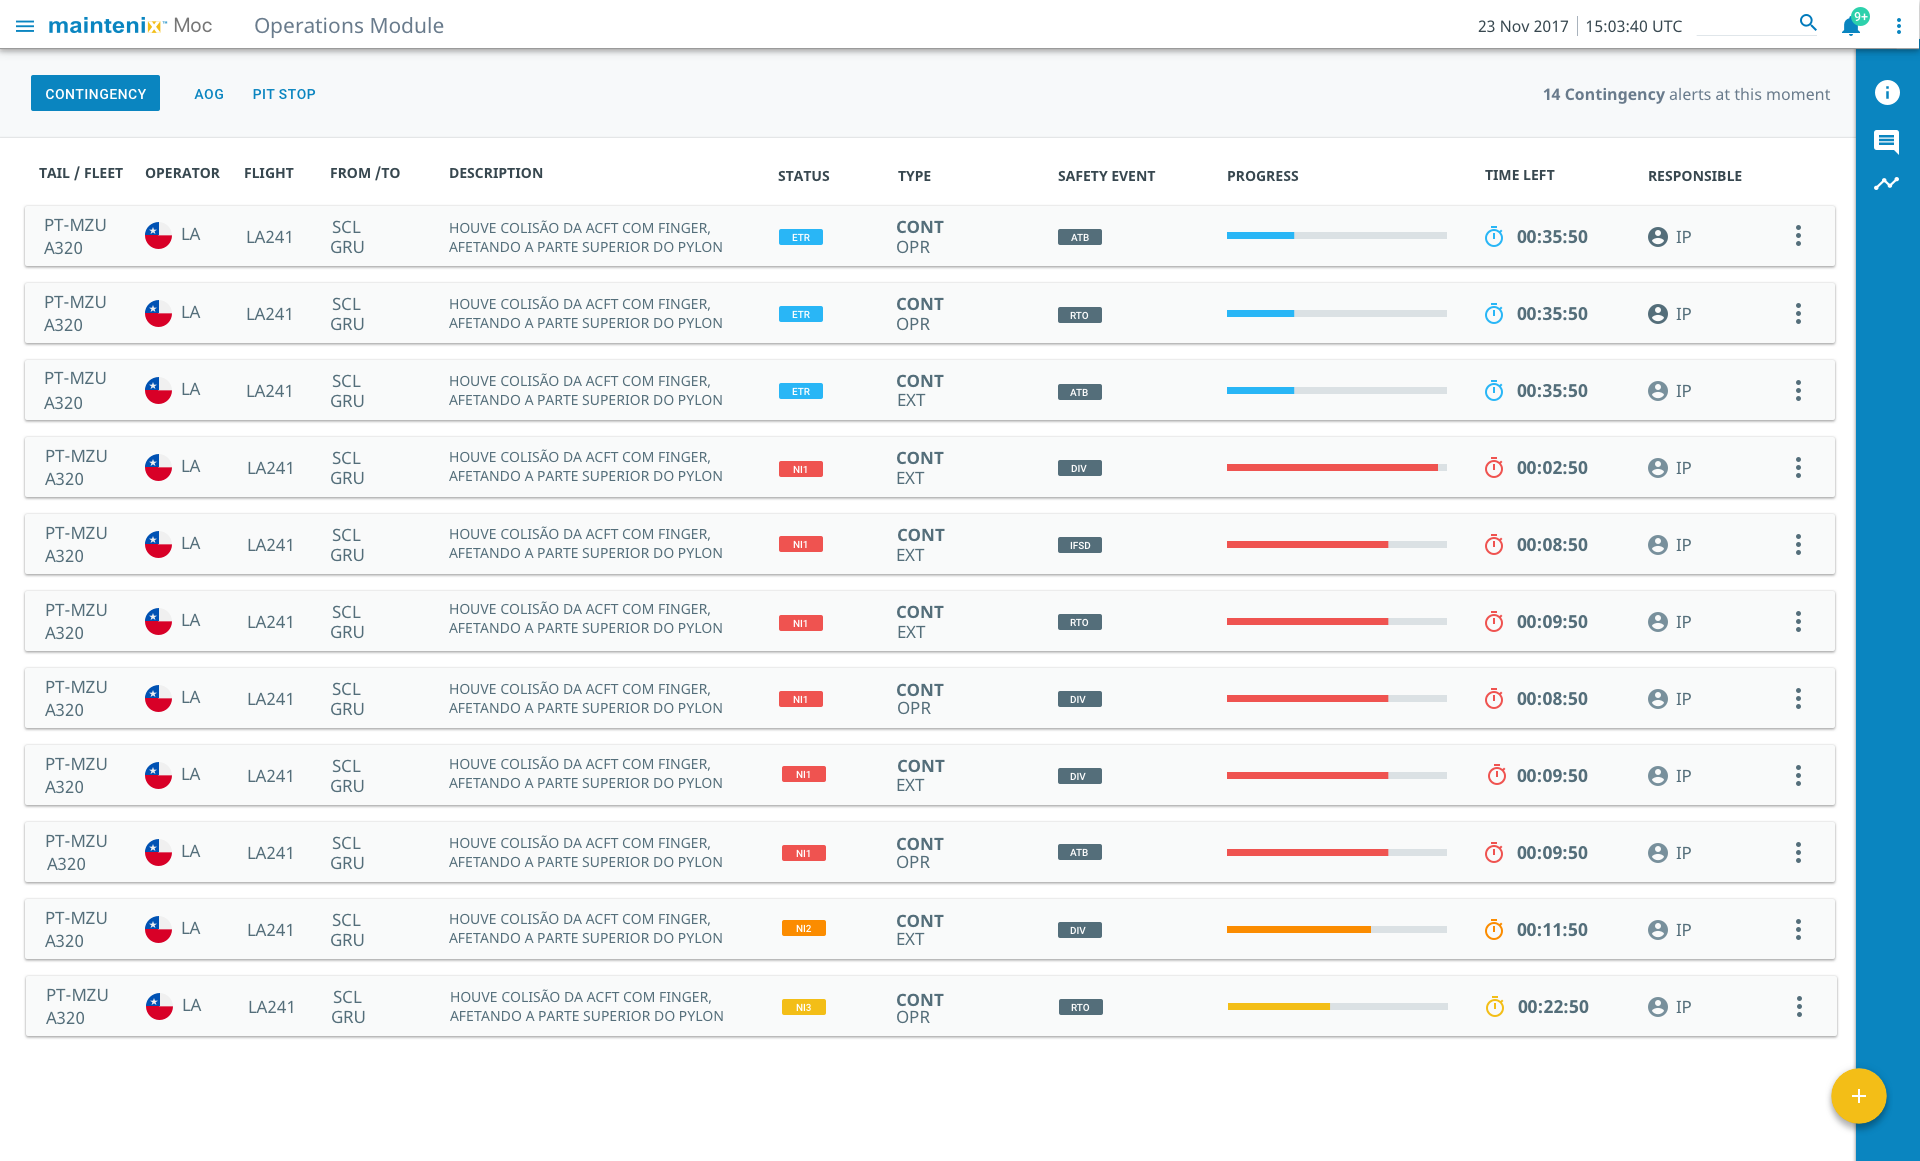 maintenix™ Moc Operations Module 23 Nov 2017 15:03:40 UTC 9+
CONTINGENCY AOG PIT STOP 14 Contingency alerts at this moment
TAIL / FLEET OPERATOR FLIGHT FROM /TO DESCRIPTION STATUS TYPE SAFETY EVENT PROGRESS TIME LEFT RESPONSIBLE
PT-MZU LA LA241 SCL HOUVE COLISÃO DA ACFT COM FINGER, ETR CONT ATB 00:35:50 IP
A320 GRU AFETANDO A PARTE SUPERIOR DO PYLON OPR
PT-MZU LA LA241 SCL HOUVE COLISÃO DA ACFT COM FINGER, ETR CONT RTO 00:35:50 IP
A320 GRU AFETANDO A PARTE SUPERIOR DO PYLON OPR
PT-MZU LA LA241 SCL HOUVE COLISÃO DA ACFT COM FINGER, ETR CONT ATB 00:35:50 IP
A320 GRU AFETANDO A PARTE SUPERIOR DO PYLON EXT
PT-MZU LA LA241 SCL HOUVE COLISÃO DA ACFT COM FINGER, NI1 CONT DIV 00:02:50 IP
A320 GRU AFETANDO A PARTE SUPERIOR DO PYLON EXT
PT-MZU LA LA241 SCL HOUVE COLISÃO DA ACFT COM FINGER, NI1 CONT IFSD 00:08:50 IP
A320 GRU AFETANDO A PARTE SUPERIOR DO PYLON EXT
PT-MZU LA LA241 SCL HOUVE COLISÃO DA ACFT COM FINGER, NI1 CONT RTO 00:09:50 IP
A320 GRU AFETANDO A PARTE SUPERIOR DO PYLON EXT
PT-MZU LA LA241 SCL HOUVE COLISÃO DA ACFT COM FINGER, NI1 CONT DIV 00:08:50 IP
A320 GRU AFETANDO A PARTE SUPERIOR DO PYLON OPR
PT-MZU LA LA241 SCL HOUVE COLISÃO DA ACFT COM FINGER, NI1 CONT DIV 00:09:50 IP
A320 GRU AFETANDO A PARTE SUPERIOR DO PYLON EXT
PT-MZU LA LA241 SCL HOUVE COLISÃO DA ACFT COM FINGER, NI1 CONT ATB 00:09:50 IP
A320 GRU AFETANDO A PARTE SUPERIOR DO PYLON OPR
PT-MZU LA LA241 SCL HOUVE COLISÃO DA ACFT COM FINGER, NI2 CONT DIV 00:11:50 IP
A320 GRU AFETANDO A PARTE SUPERIOR DO PYLON EXT
PT-MZU LA LA241 SCL HOUVE COLISÃO DA ACFT COM FINGER, NI3 CONT RTO 00:22:50 IP
A320 GRU AFETANDO A PARTE SUPERIOR DO PYLON OPR